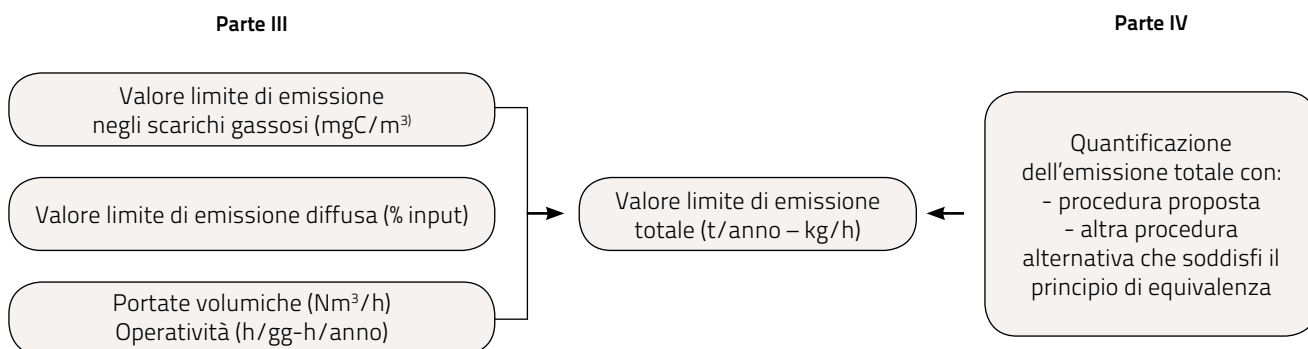 Parte III
Parte IV
Valore limite di emissione
negli scarichi gassosi (mgC/m³⁾
Valore limite di emissione diffusa (% input)
Portate volumiche (Nm³/h)
Operatività (h/gg-h/anno)
Valore limite di emissione
totale (t/anno – kg/h)
Quantificazione
dell'emissione totale con:
- procedura proposta
- altra procedura
alternativa che soddisfi il
principio di equivalenza